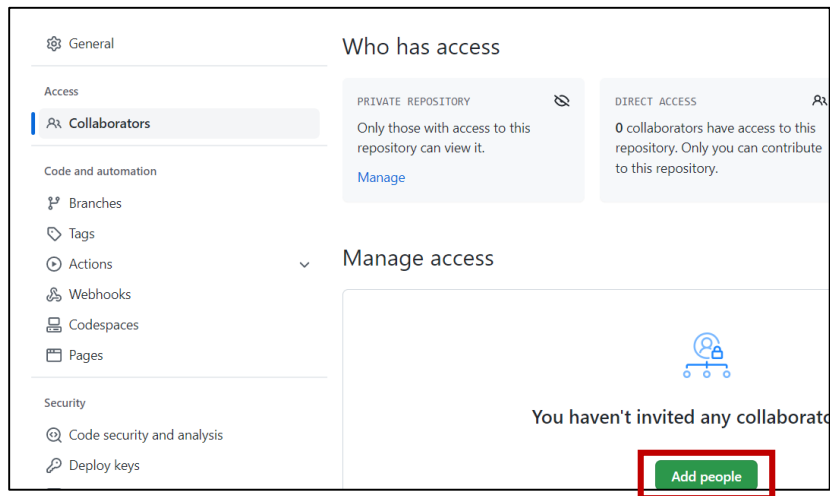 General
Access
Collaborators
Code and automation
Branches
Tags
Actions
Webhooks
Codespaces
Pages
Security
Code security and analysis
Deploy keys
Who has access
PRIVATE REPOSITORY
Only those with access to this
repository can view it.
Manage
DIRECT ACCESS
0 collaborators have access to this
repository. Only you can contribute
to this repository.
Manage access
You haven't invited any collaborato
Add people